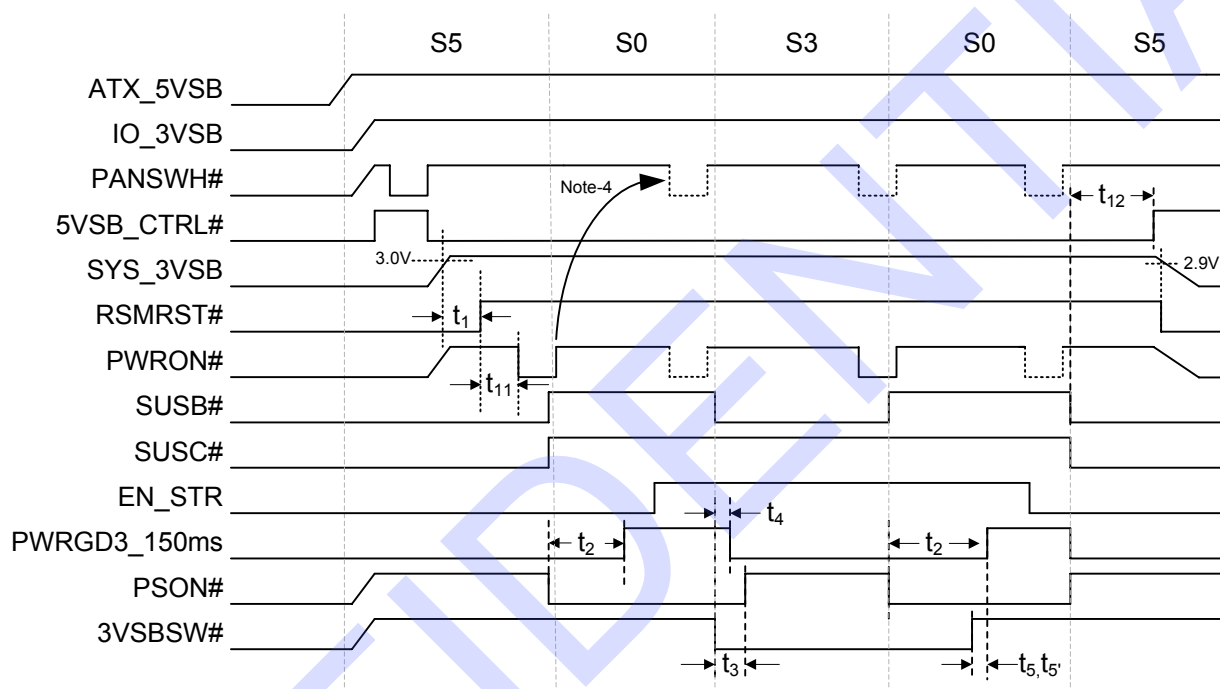 S5 S0 S3 S0 S5
ATX_5VSB
IO_3VSB
PANSWH#
Note-4
t12
5VSB_CTRL#
3.0V
2.9V
SYS_3VSB
RSMRST#
t1
PWRON#
t11
SUSB#
SUSC#
EN_STR
t4
PWRGD3_150ms
t2 t2
PSON#
3VSBSW#
t3 t5,t5'
IDENTIA